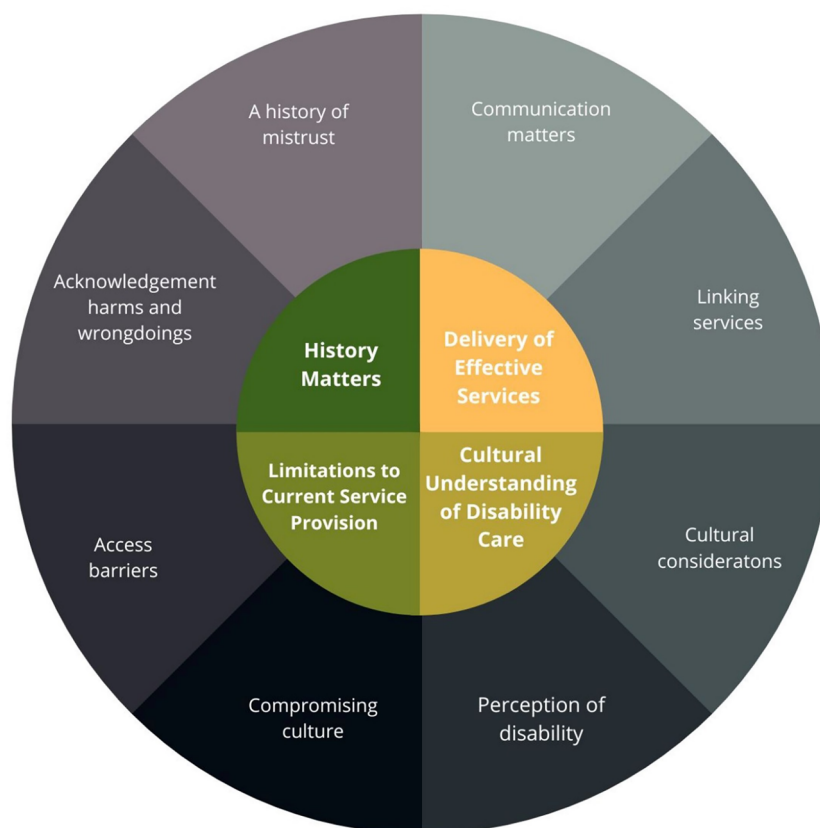 A history of
mistrust
Communication
matters
Acknowledgement
harms and
wrongdoings
Linking
services
History
Matters
Delivery of
Effective
Services
Limitations to
Current Service
Provision
Cultural
Understanding
of Disability
Care
Access
barriers
Cultural
consideratons
Compromising
culture
Perception of
disability